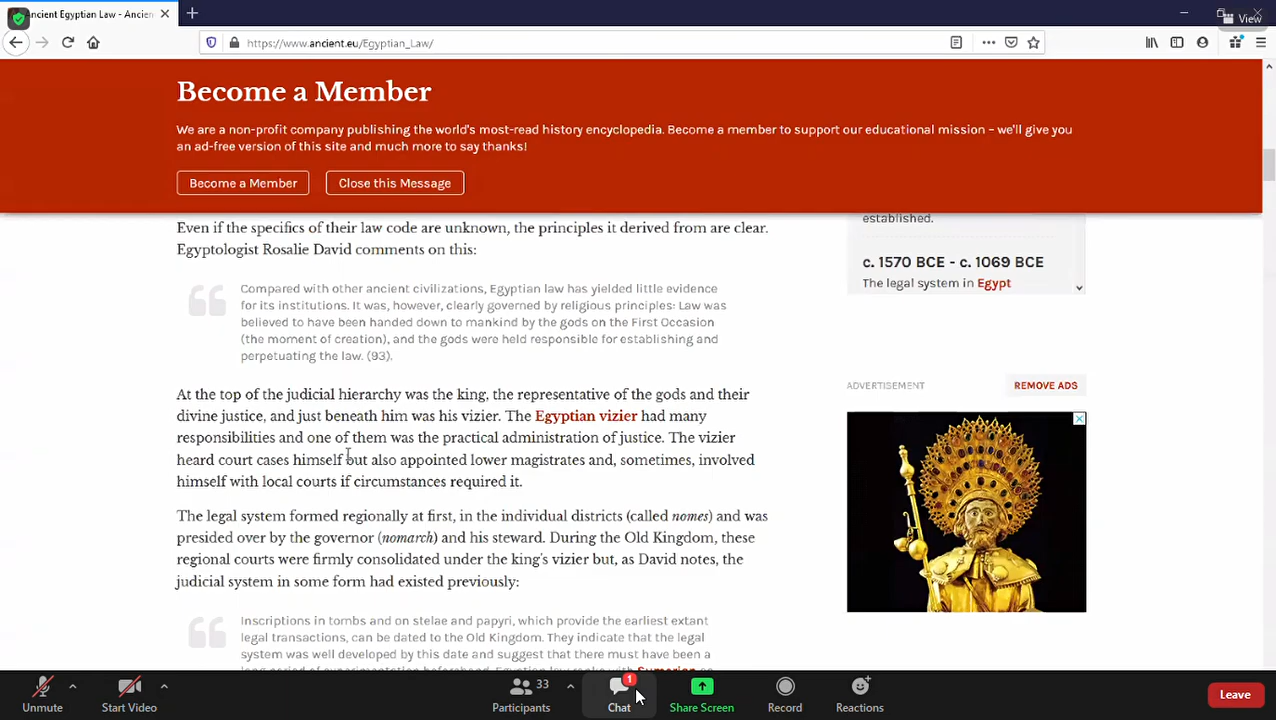 ncient Egyptian Law - Ancien
View
https://www.ancient.eu/Egyptian_Law/
Become a Member
We are a non-profit company publishing the world's most-read history encyclopedia. Become a member to support our educational mission – we'll give you
an ad-free version of this site and much more to say thanks!
Become a Member
Close this Message
Even if the specifics of their law code are unknown, the principles it derived from are clear.
Egyptologist Rosalie David comments on this:
Compared with other ancient civilizations, Egyptian law has yielded little evidence
for its institutions. It was, however, clearly governed by religious principles: Law was
believed to have been handed down to mankind by the gods on the First Occasion
(the moment of creation), and the gods were held responsible for establishing and
perpetuating the law. (93).
At the top of the judicial hierarchy was the king, the representative of the gods and their
divine justice, and just beneath him was his vizier. The Egyptian vizier had many
responsibilities and one of them was the practical administration of justice. The vizier
heard court cases himself but also appointed lower magistrates and, sometimes, involved
himself with local courts if circumstances required it.
The legal system formed regionally at first, in the individual districts (called nomes) and was
presided over by the governor (nomarch) and his steward. During the Old Kingdom, these
regional courts were firmly consolidated under the king's vizier but, as David notes, the
judicial system in some form had existed previously:
Inscriptions in tombs and on stelae and papyri, which provide the earliest extant
legal transactions, can be dated to the Old Kingdom. They indicate that the legal
system was well developed by this date and suggest that there must have been a
long period of experimentation beforehand. Egyptian law ranks with Sumerian as
established.
c. 1570 BCE - c. 1069 BCE
The legal system in Egypt
ADVERTISEMENT
REMOVE ADS
33
1
Unmute
Start Video
Participants
Chat
Share Screen
Record
Reactions
Leave